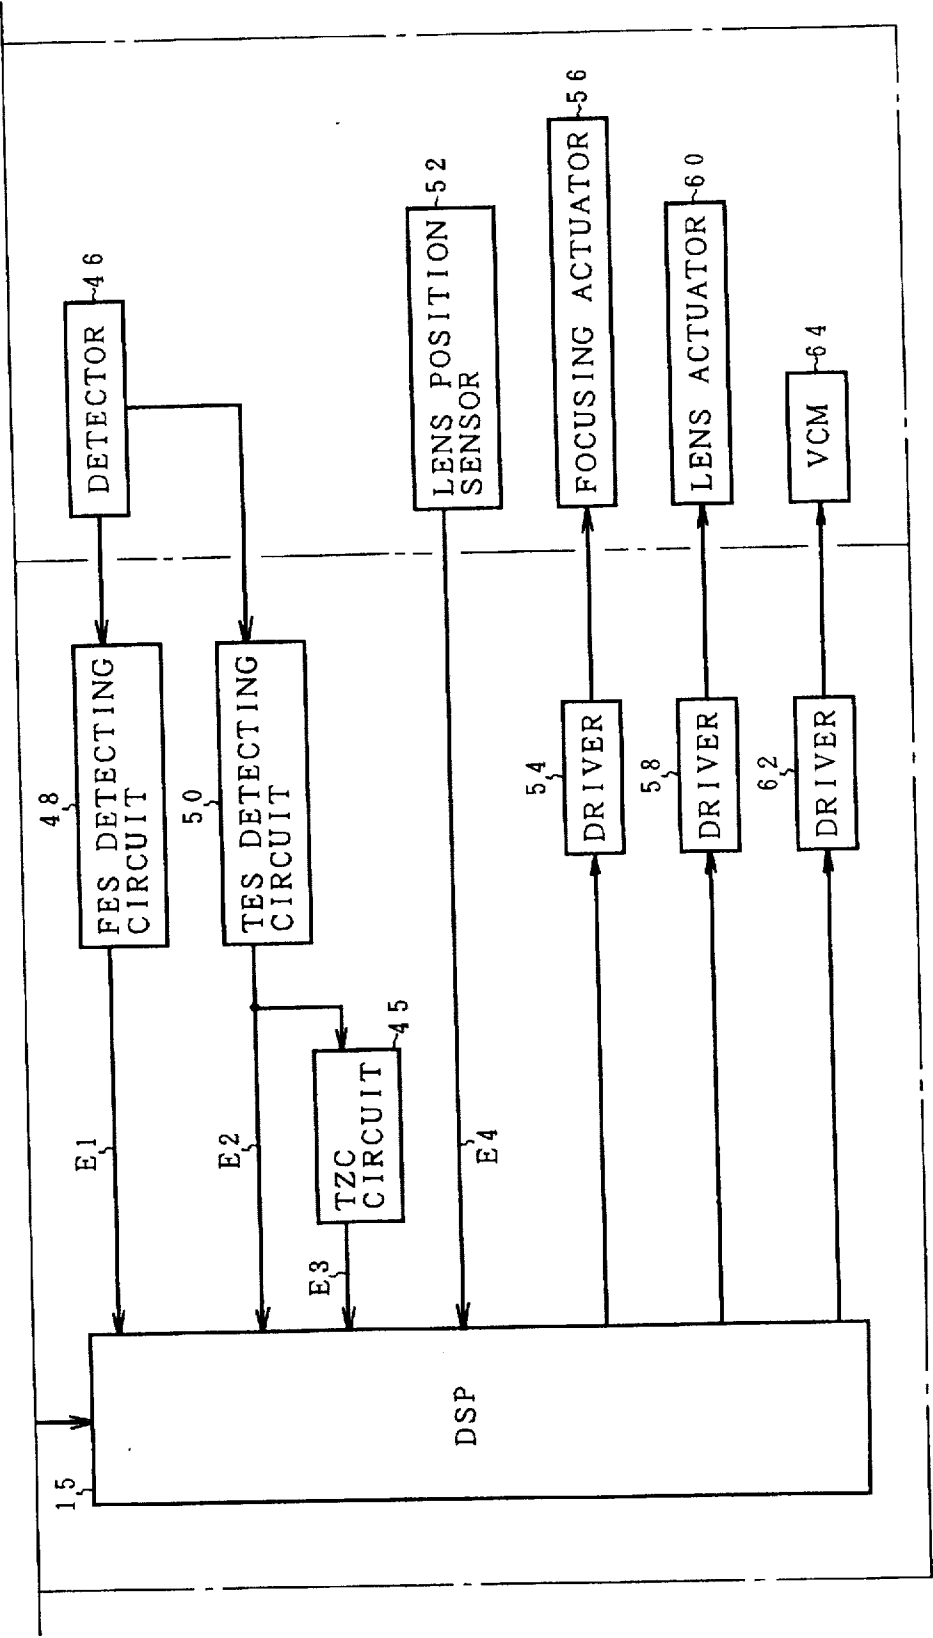 15
DSP
E1
E2
E3
E4
48
FES DETECTING
CIRCUIT
50
TES DETECTING
CIRCUIT
TZC
CIRCUIT
45
54
DRIVER
58
DRIVER
62
DRIVER
DETECTOR
46
LENS POSITION
SENSOR
52
FOCUSING ACTUATOR
56
LENS ACTUATOR
60
VCM
64